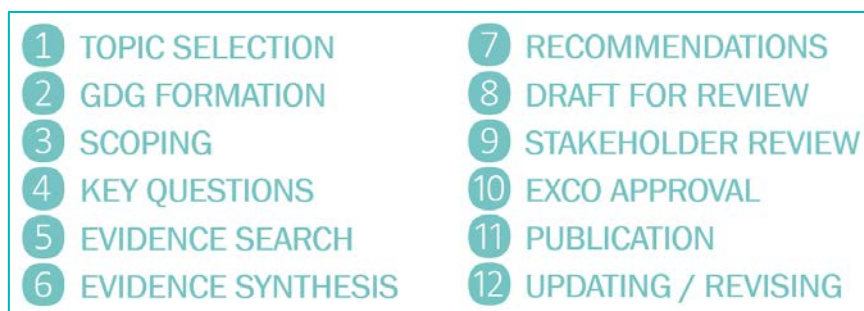 1 TOPIC SELECTION
2 GDG FORMATION
3 SCOPING
4 KEY QUESTIONS
5 EVIDENCE SEARCH
6 EVIDENCE SYNTHESIS
7 RECOMMENDATIONS
8 DRAFT FOR REVIEW
9 STAKEHOLDER REVIEW
10 EXCO APPROVAL
11 PUBLICATION
12 UPDATING / REVISING